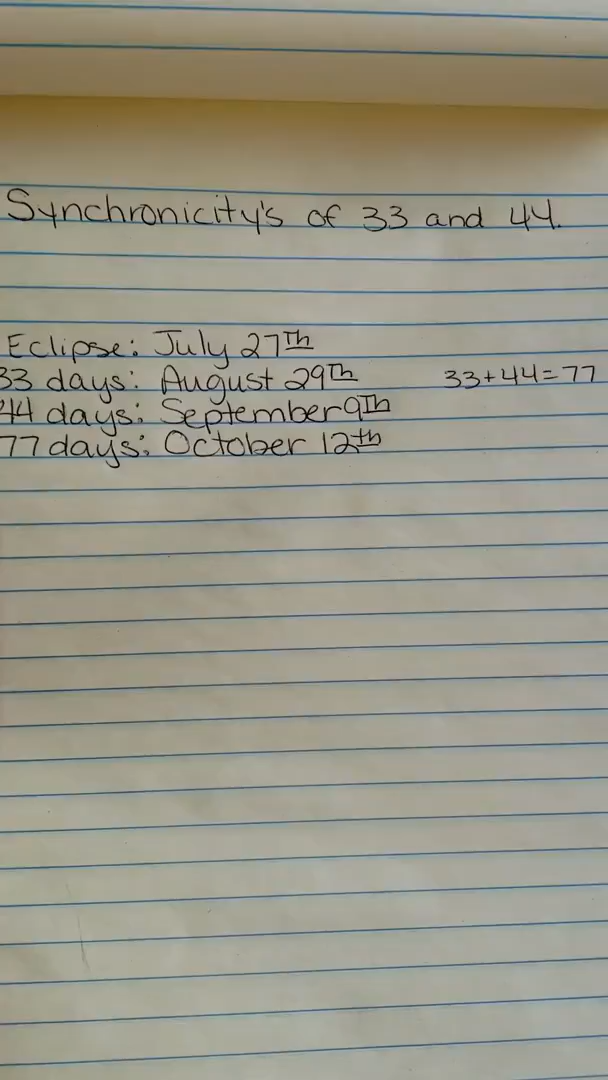 Synchronicity's of 33 and 44.
Eclipse: July 27Th
33 days: August 29Th 33+44=77
44 days: September 9Th
77 days: October 12th